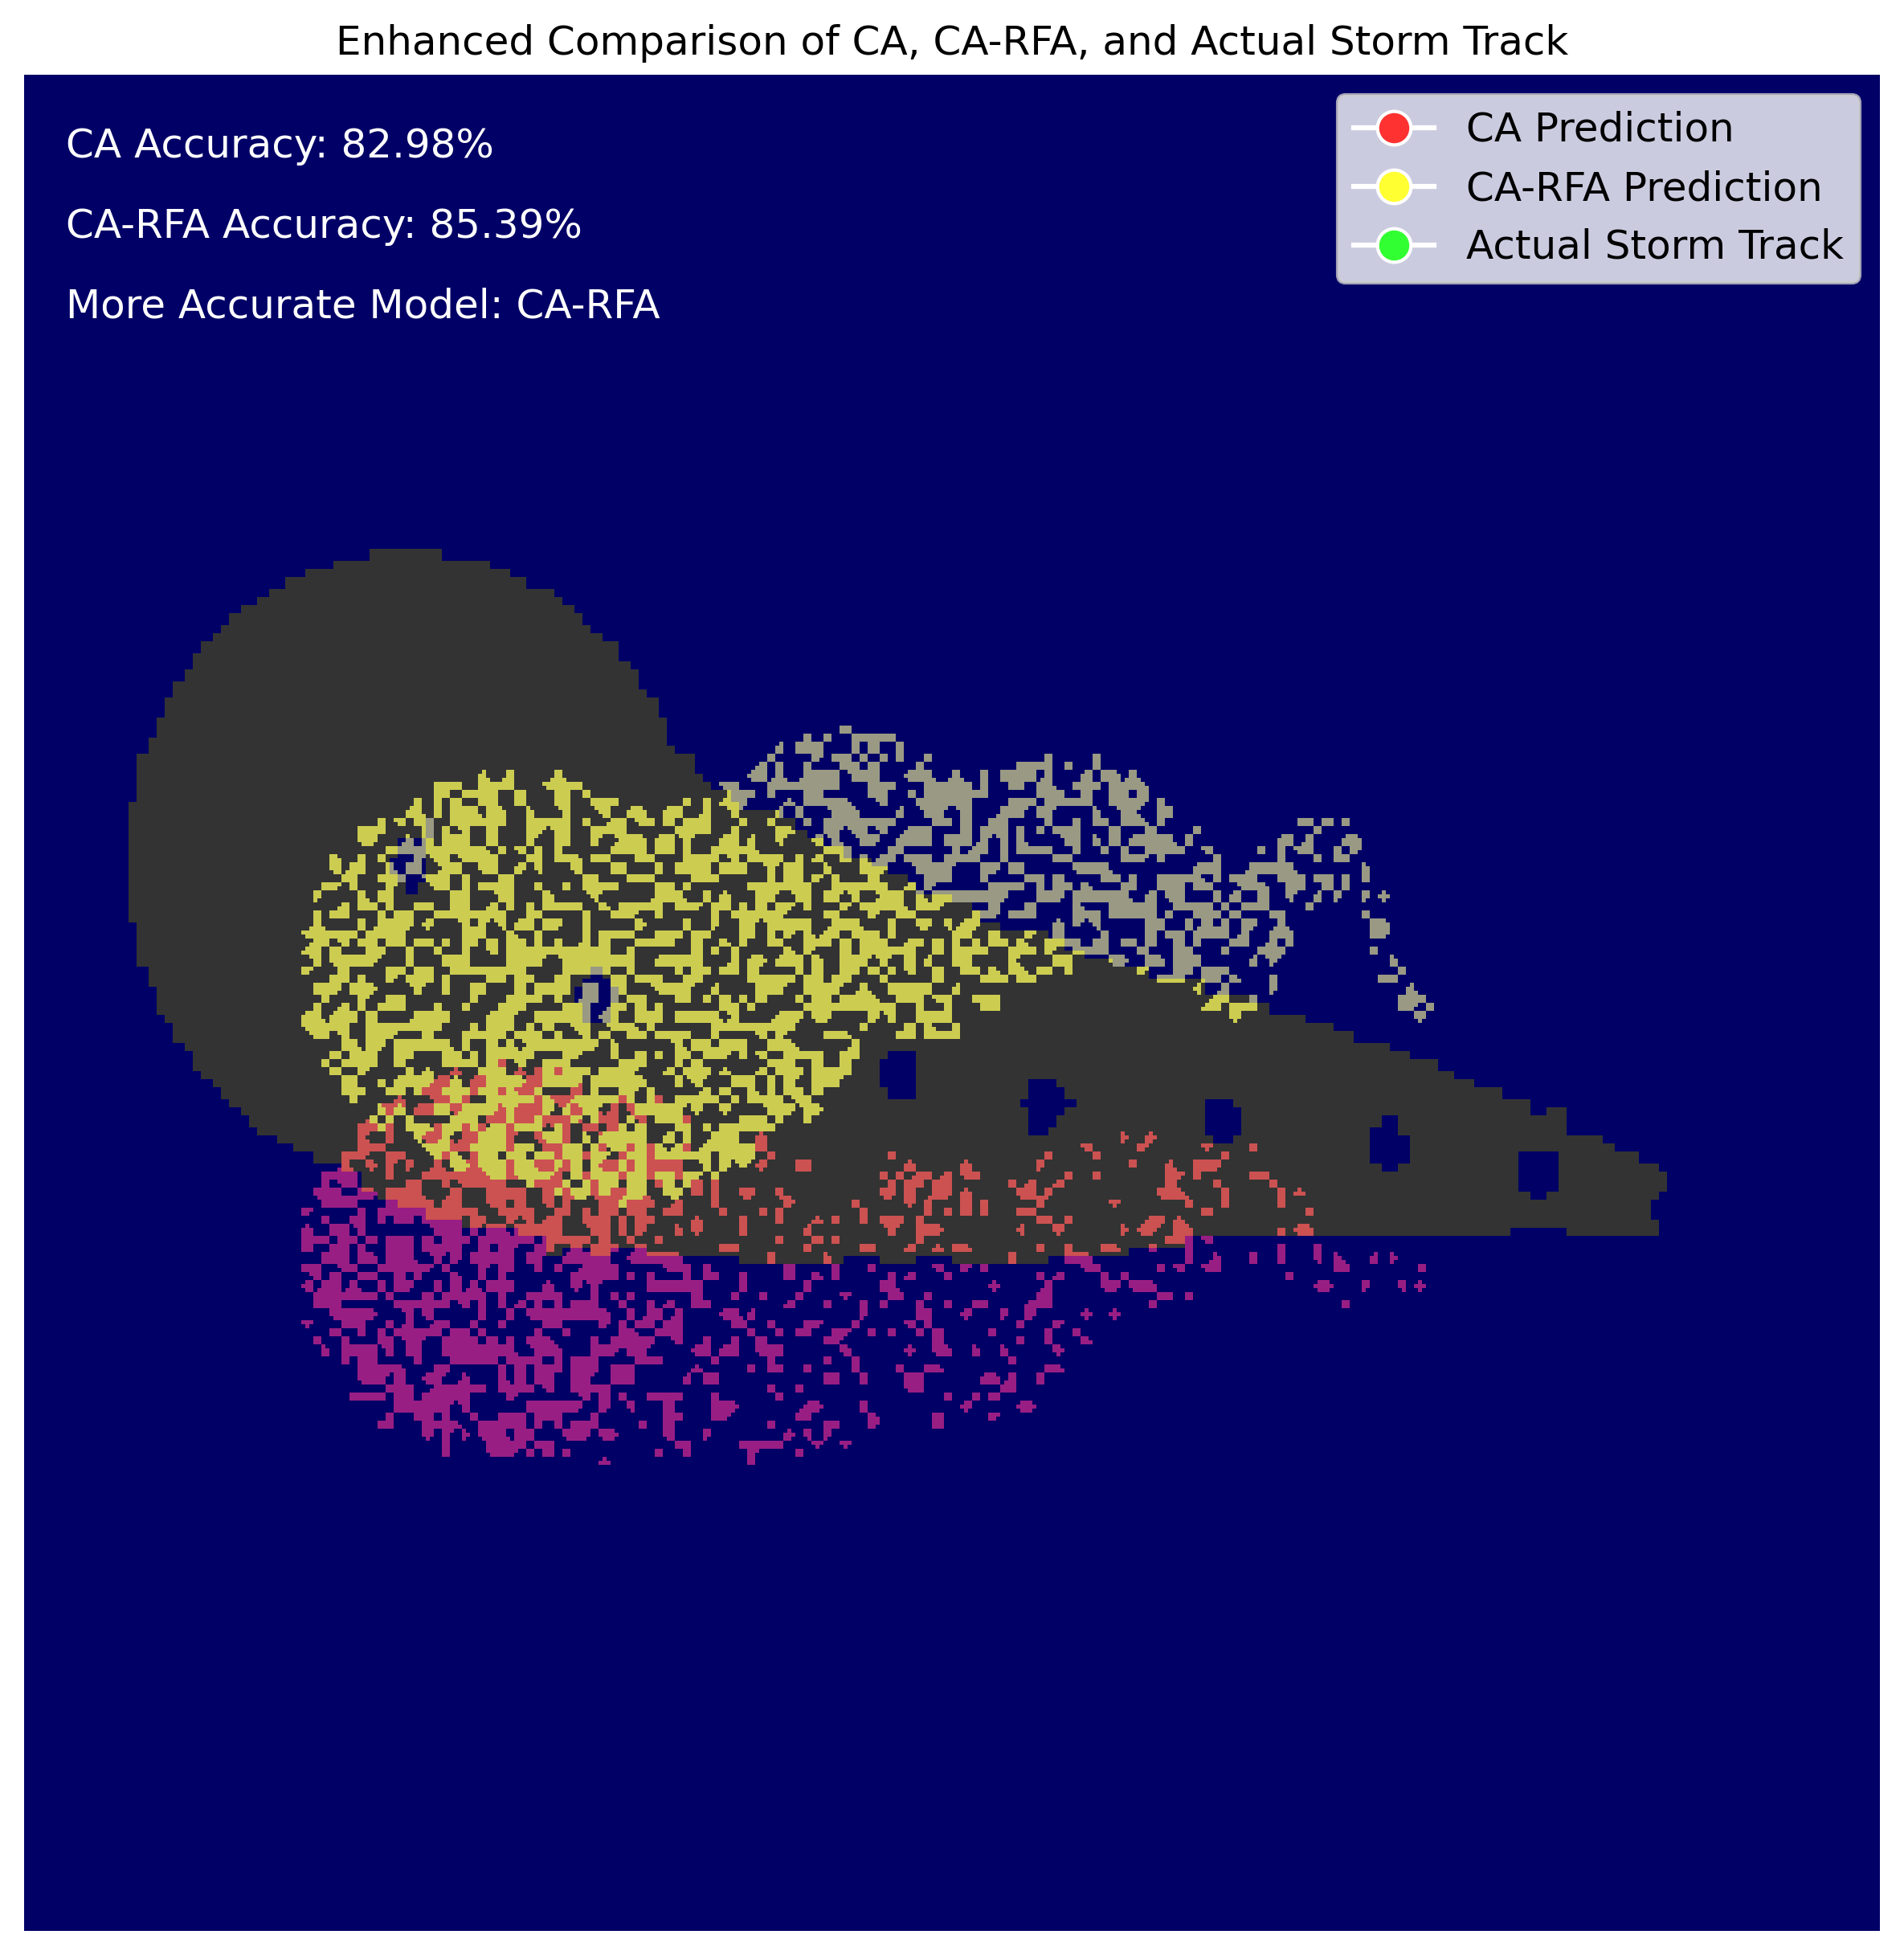 Enhanced Comparison of CA, CA-RFA, and Actual Storm Track
CA Accuracy: 82.98%
CA-RFA Accuracy: 85.39%
More Accurate Model: CA-RFA
CA Prediction
CA-RFA Prediction
Actual Storm Track